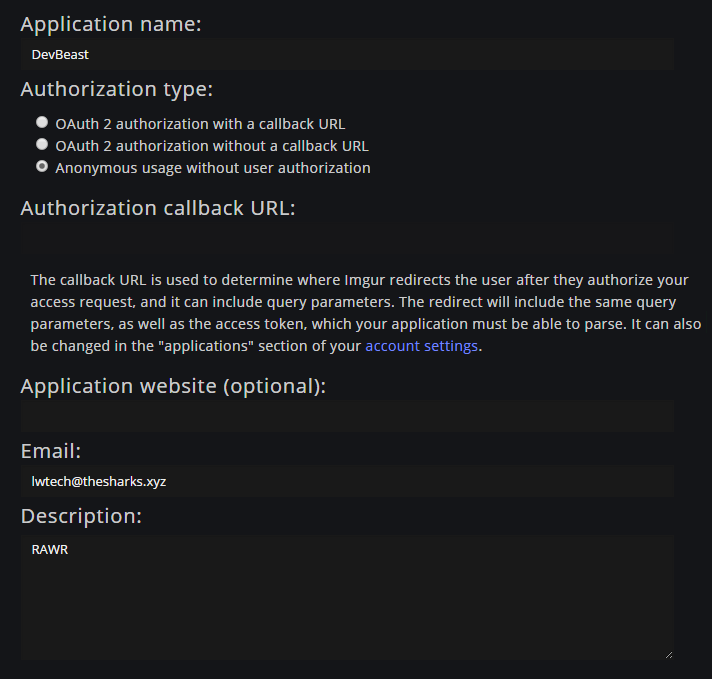 Application name:
DevBeast
Authorization type:
OAuth 2 authorization with a callback URL
OAuth 2 authorization without a callback URL
Anonymous usage without user authorization
Authorization callback URL:
The callback URL is used to determine where Imgur redirects the user after they authorize your
access request, and it can include query parameters. The redirect will include the same query
parameters, as well as the access token, which your application must be able to parse. It can also
be changed in the "applications" section of your account settings.
Application website (optional):
Email:
lwtech@thesharks.xyz
Description:
RAWR